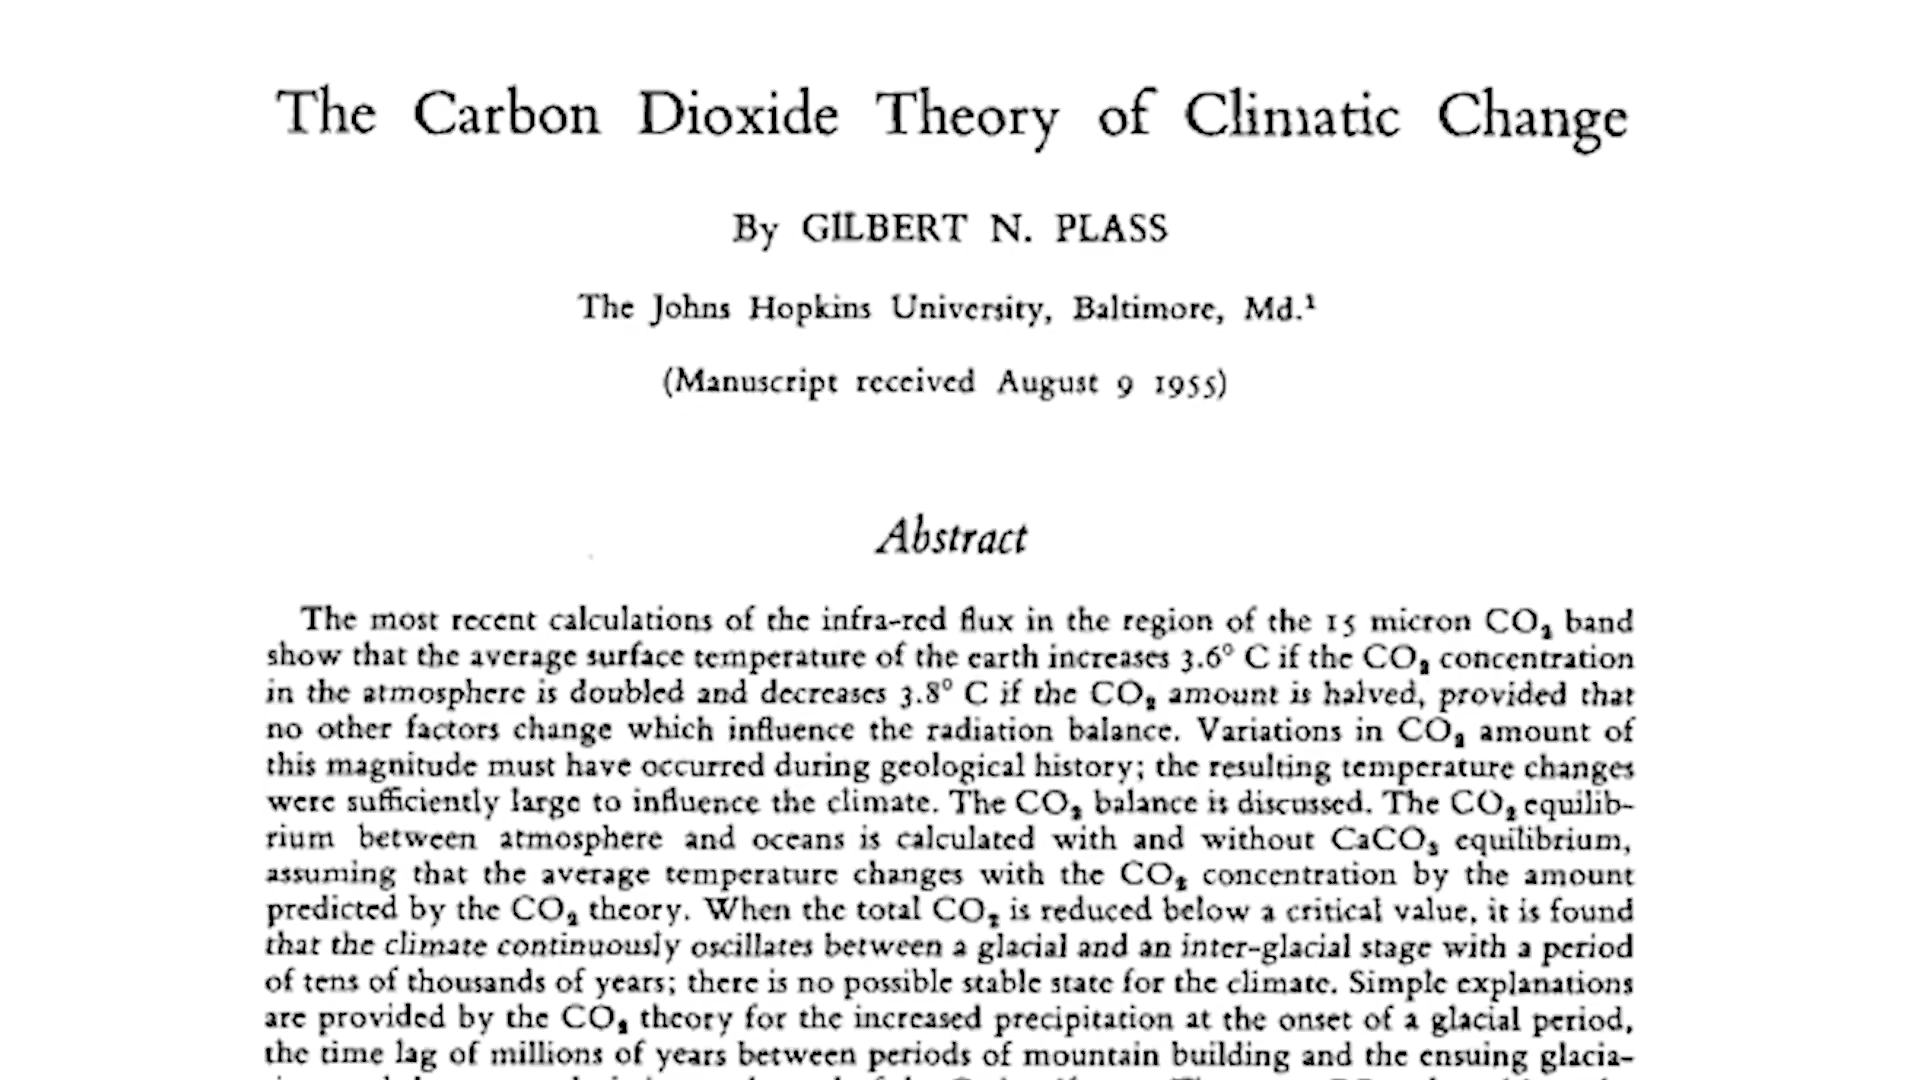 The Carbon Dioxide Theory of Climatic Change
By GILBERT N. PLASS
The Johns Hopkins University, Baltimore, Md.¹
(Manuscript received August 9 1955)
Abstract
The most recent calculations of the infra-red flux in the region of the 15 micron CO₂ band
show that the average surface temperature of the earth increases 3.6° C if the CO₂ concentration
in the atmosphere is doubled and decreases 3.8° C if the CO₂ amount is halved, provided that
no other factors change which influence the radiation balance. Variations in CO₂ amount of
this magnitude must have occurred during geological history; the resulting temperature changes
were sufficiently large to influence the climate. The CO₂ balance is discussed. The CO₂ equilib-
rium between atmosphere and oceans is calculated with and without CaCO₃ equilibrium,
assuming that the average temperature changes with the CO₂ concentration by the amount
predicted by the CO₂ theory. When the total CO₂ is reduced below a critical value, it is found
that the climate continuously oscillates between a glacial and an inter-glacial stage with a period
of tens of thousands of years; there is no possible stable state for the climate. Simple explanations
are provided by the CO₂ theory for the increased precipitation at the onset of a glacial period,
the time lag of millions of years between periods of mountain building and the ensuing glacia-